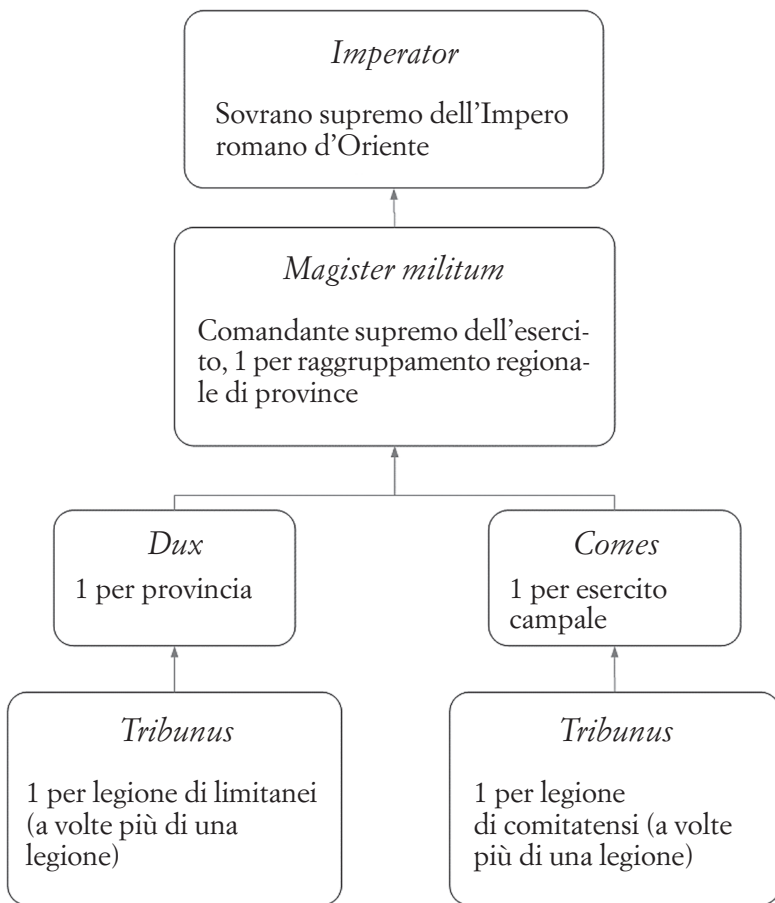 Imperator
Sovrano supremo dell’Impero
romano d’Oriente
Magister militum
Comandante supremo dell’eserci-
to, 1 per raggruppamento regiona-
le di province
Dux
1 per provincia
Comes
1 per esercito
campale
Tribunus
1 per legione di limitanei
(a volte più di una
legione)
Tribunus
1 per legione
di comitatensi (a volte
più di una legione)